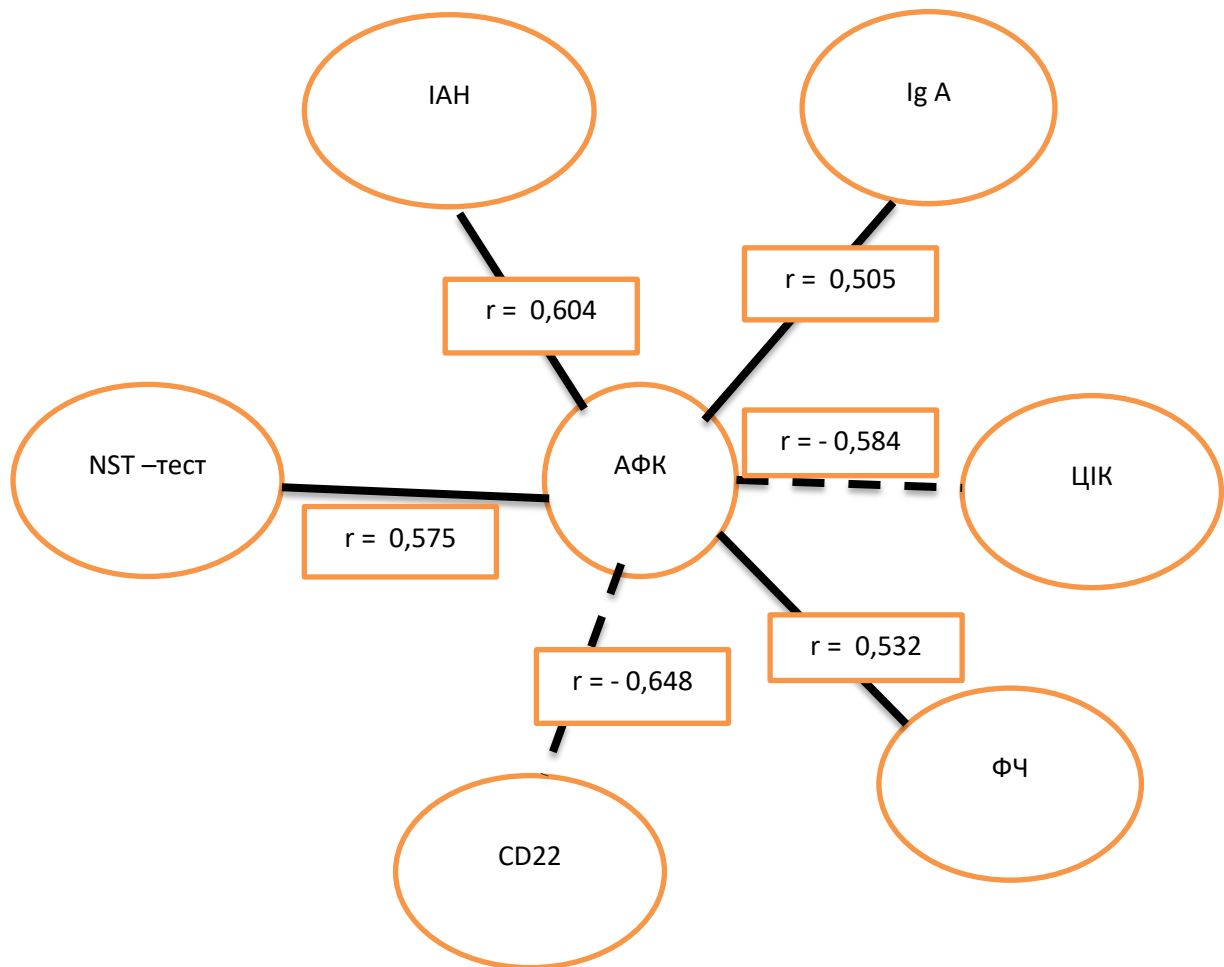 ІАН
Ig A
r = 0,604
r = 0,505
NST –тест
АФК
r = - 0,584
ЦІК
r = 0,575
r = 0,532
r = - 0,648
ФЧ
CD22